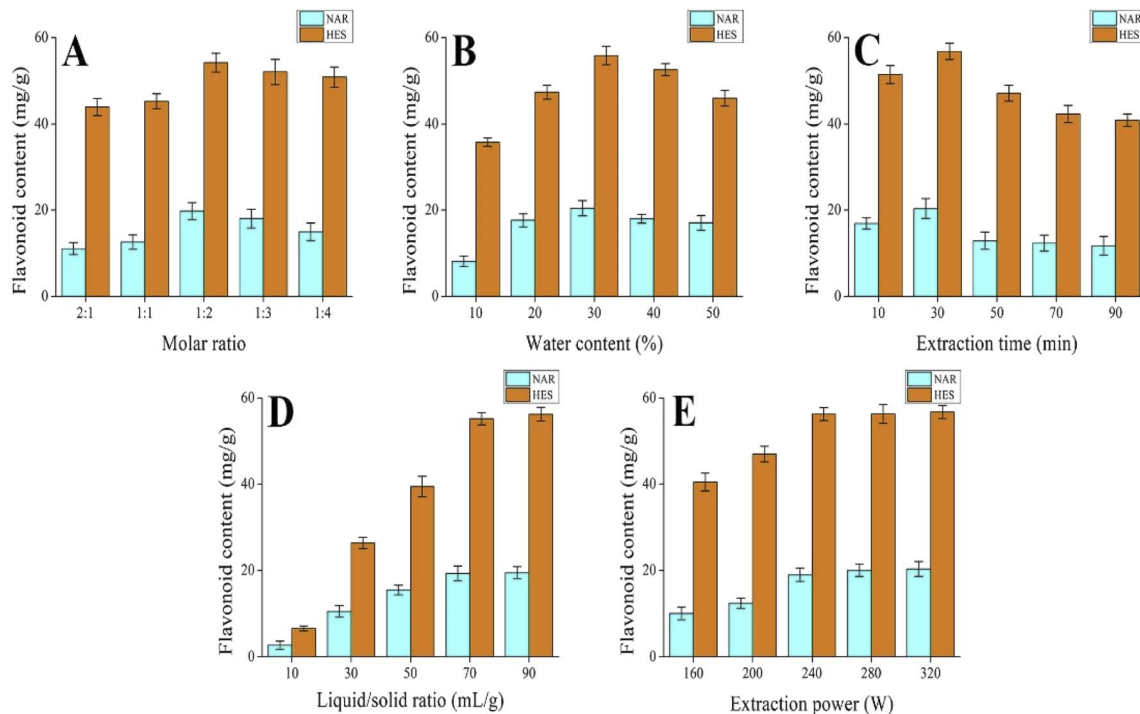 A
NAR
HES
Flavonoid content (mg/g)
60
40
20
0
2:1 1:1 1:2 1:3 1:4
Molar ratio
B
NAR
HES
Flavonoid content (mg/g)
60
40
20
0
10 20 30 40 50
Water content (%)
C
NAR
HES
Flavonoid content (mg/g)
60
40
20
0
10 30 50 70 90
Extraction time (min)
D
NAR
HES
Flavonoid content (mg/g)
60
40
20
0
10 30 50 70 90
Liquid/solid ratio (mL/g)
E
NAR
HES
Flavonoid content (mg/g)
60
40
20
0
160 200 240 280 320
Extraction power (W)